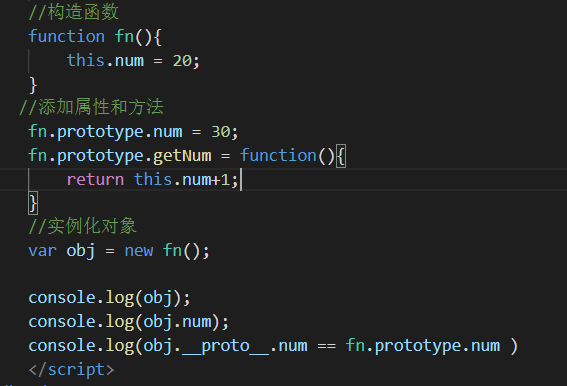 //构造函数
function fn(){
this.num = 20;
}
//添加属性和方法
fn.prototype.num = 30;
fn.prototype.getNum = function(){
return this.num+1;
}
//实例化对象
var obj = new fn();
console.log(obj);
console.log(obj.num);
console.log(obj.__proto__.num == fn.prototype.num )
</script>